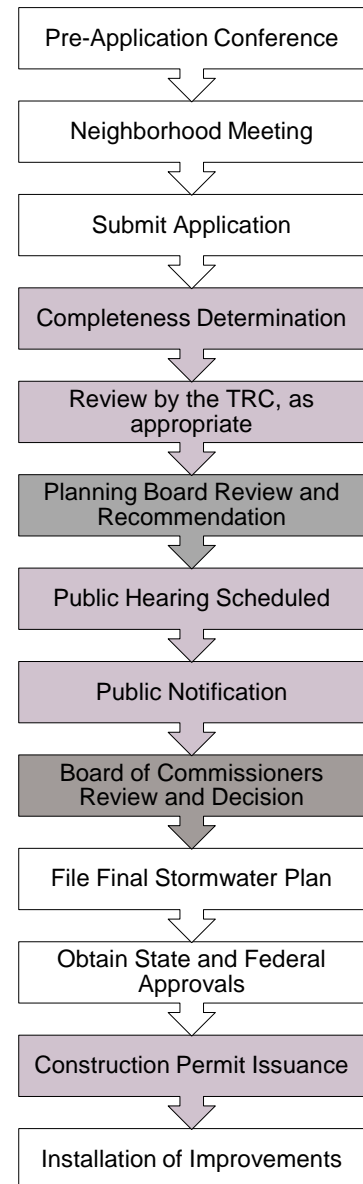 Pre-Application Conference
Neighborhood Meeting
Submit Application
Completeness Determination
Review by the TRC, as
appropriate
Planning Board Review and
Recommendation
Public Hearing Scheduled
Public Notification
Board of Commissioners
Review and Decision
File Final Stormwater Plan
Obtain State and Federal
Approvals
Construction Permit Issuance
Installation of Improvements